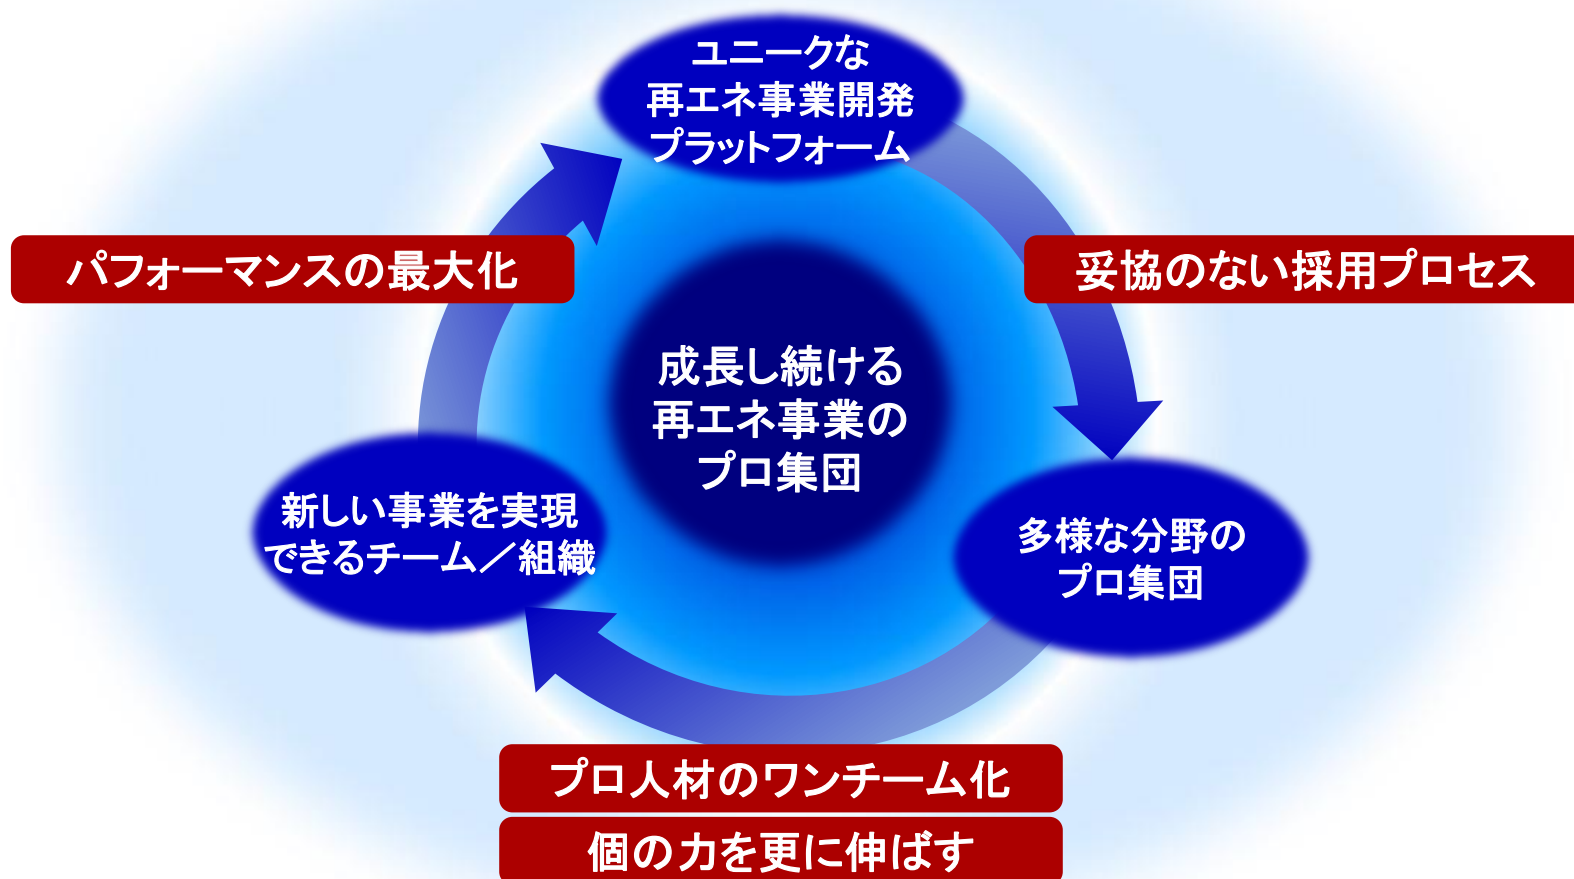 ユニークな
再エネ事業開発
プラットフォーム
パフォーマンスの最大化
妥協のない採用プロセス
成長し続ける
再エネ事業の
プロ集団
新しい事業を実現
できるチーム／組織
多様な分野の
プロ集団
プロ人材のワンチーム化
個の力を更に伸ばす